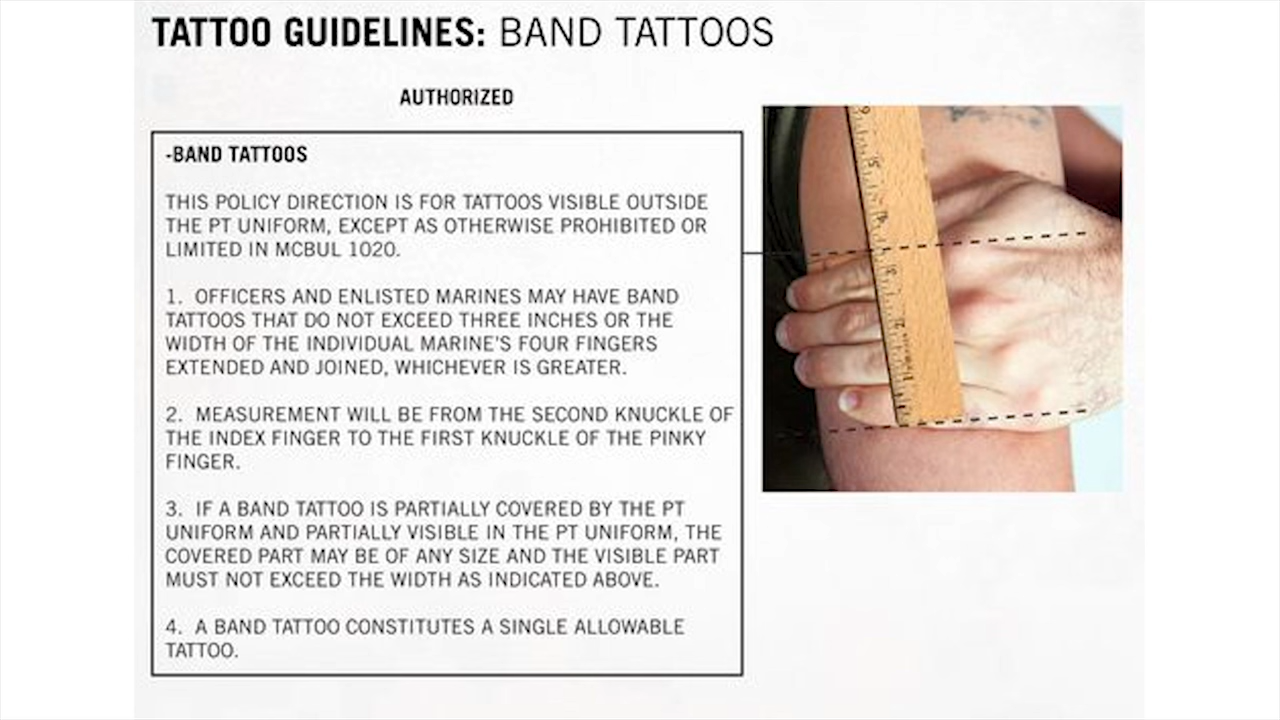 TATTOO GUIDELINES: BAND TATTOOS
AUTHORIZED
-BAND TATTOOS
THIS POLICY DIRECTION IS FOR TATTOOS VISIBLE OUTSIDE
THE PT UNIFORM, EXCEPT AS OTHERWISE PROHIBITED OR
LIMITED IN MCBUL 1020.
1. OFFICERS AND ENLISTED MARINES MAY HAVE BAND
TATTOOS THAT DO NOT EXCEED THREE INCHES OR THE
WIDTH OF THE INDIVIDUAL MARINE'S FOUR FINGERS
EXTENDED AND JOINED, WHICHEVER IS GREATER.
2. MEASUREMENT WILL BE FROM THE SECOND KNUCKLE OF
THE INDEX FINGER TO THE FIRST KNUCKLE OF THE PINKY
FINGER.
3. IF A BAND TATTOO IS PARTIALLY COVERED BY THE PT
UNIFORM AND PARTIALLY VISIBLE IN THE PT UNIFORM, THE
COVERED PART MAY BE OF ANY SIZE AND THE VISIBLE PART
MUST NOT EXCEED THE WIDTH AS INDICATED ABOVE.
4. A BAND TATTOO CONSTITUTES A SINGLE ALLOWABLE
TATTOO.